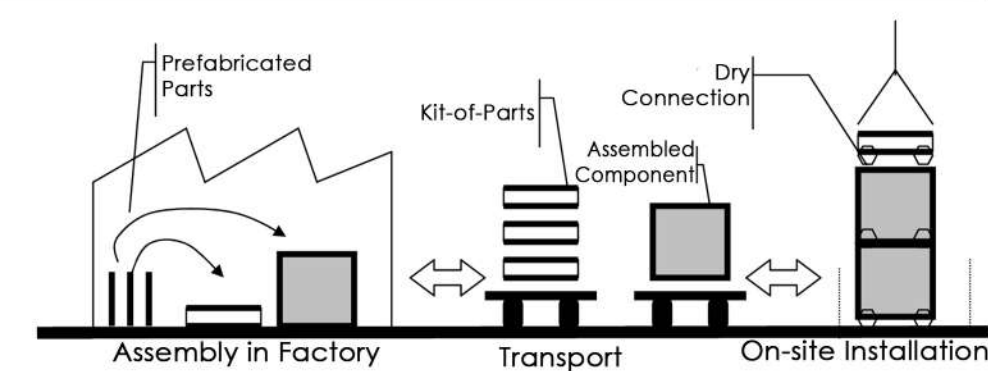 Prefabricated
Parts
Kit-of-Parts
Assembled
Component
Dry
Connection
Assembly in Factory
Transport
On-site Installation